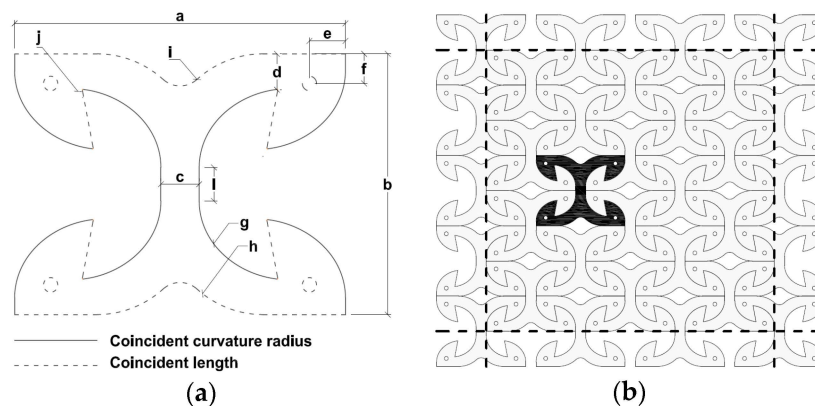 a
j
i
e
d
f
c
b
l
g
h
Coincident curvature radius
Coincident length
(a)
(b)